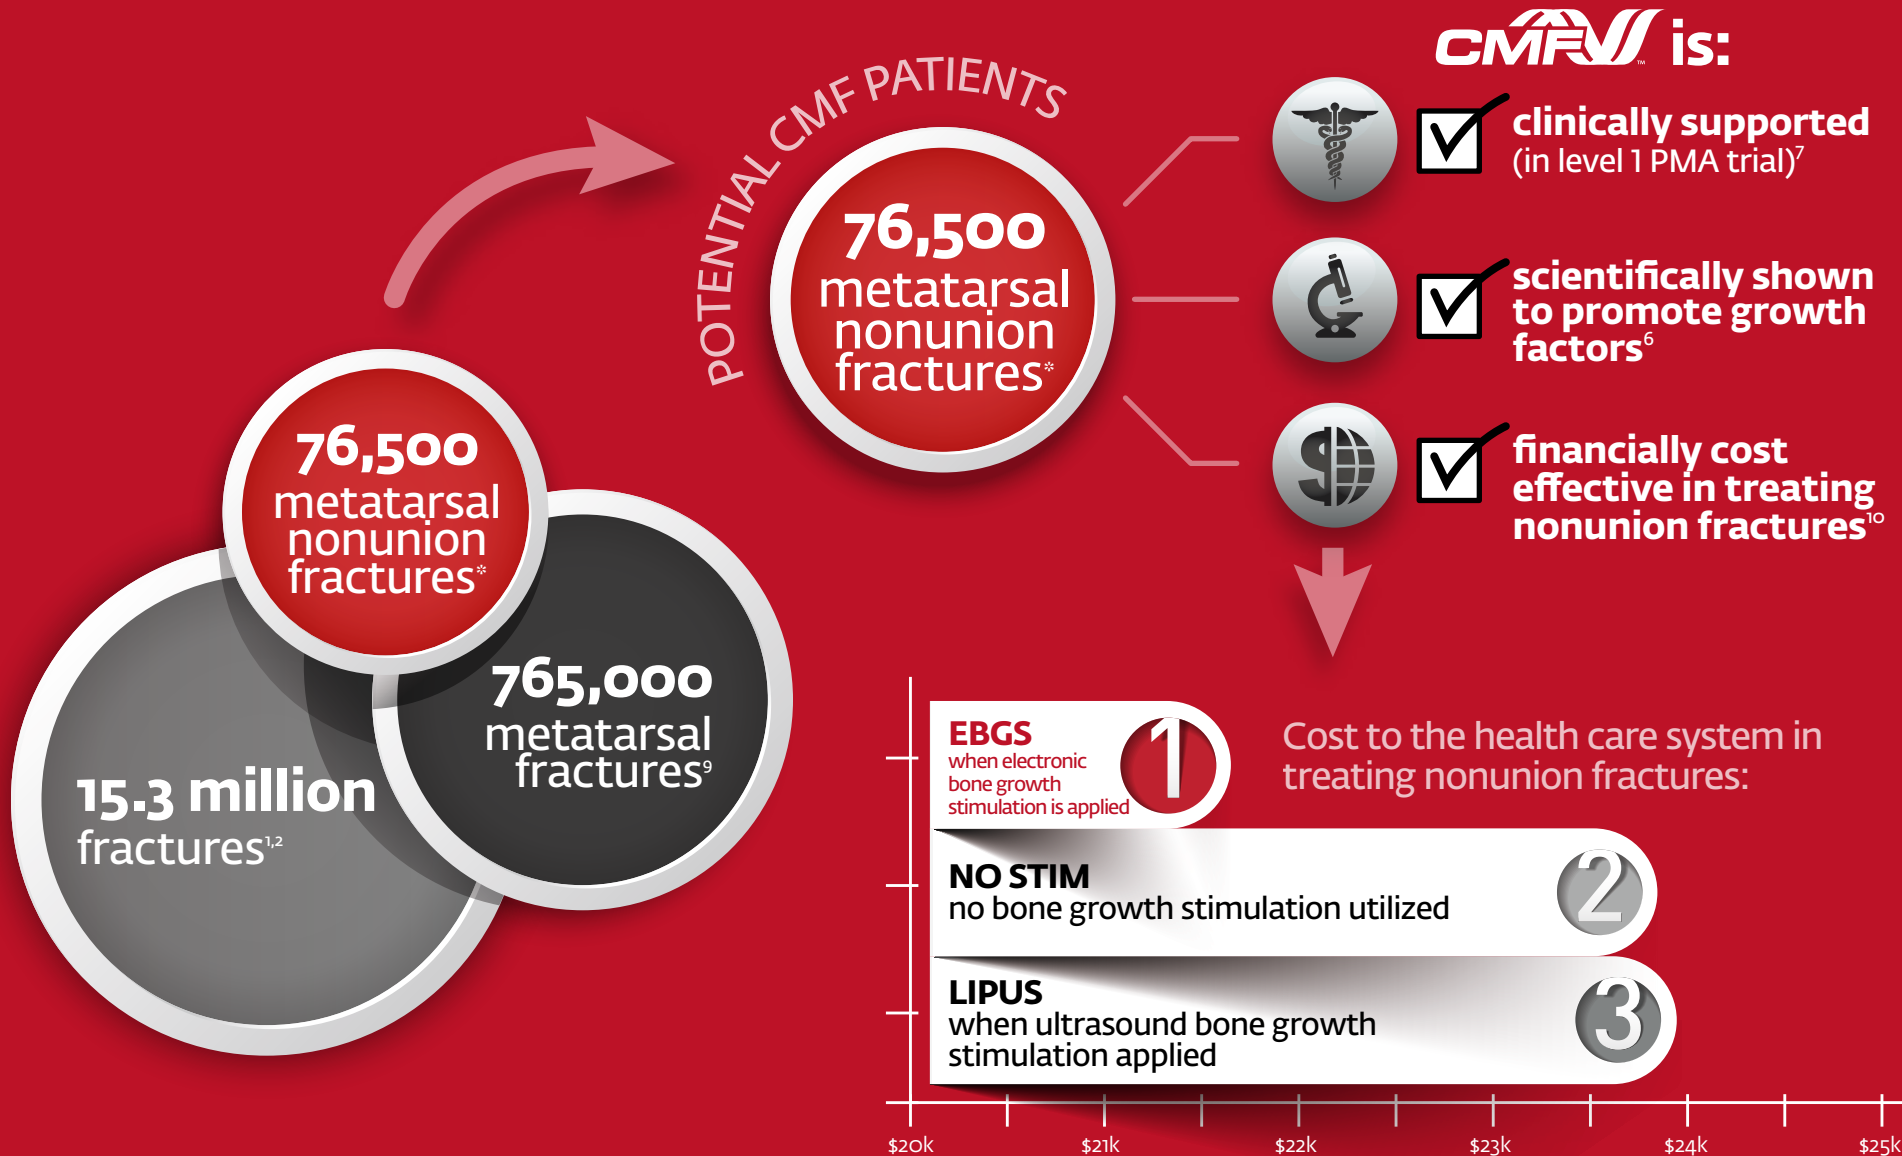 CMF™ is:
POTENTIAL CMF PATIENTS
76,500
metatarsal
nonunion
fractures*
clinically supported
(in level 1 PMA trial)7
scientifically shown
to promote growth
factors6
financially cost
effective in treating
nonunion fractures10
76,500
metatarsal
nonunion
fractures*
765,000
metatarsal
fractures9
15.3 million
fractures1,2
Cost to the health care system in
treating nonunion fractures:
EBGS
when electronic
bone growth
stimulation is applied
1
NO STIM
no bone growth stimulation utilized
2
LIPUS
when ultrasound bone growth
stimulation applied
3
$20k $21k $22k $23k $24k $25k